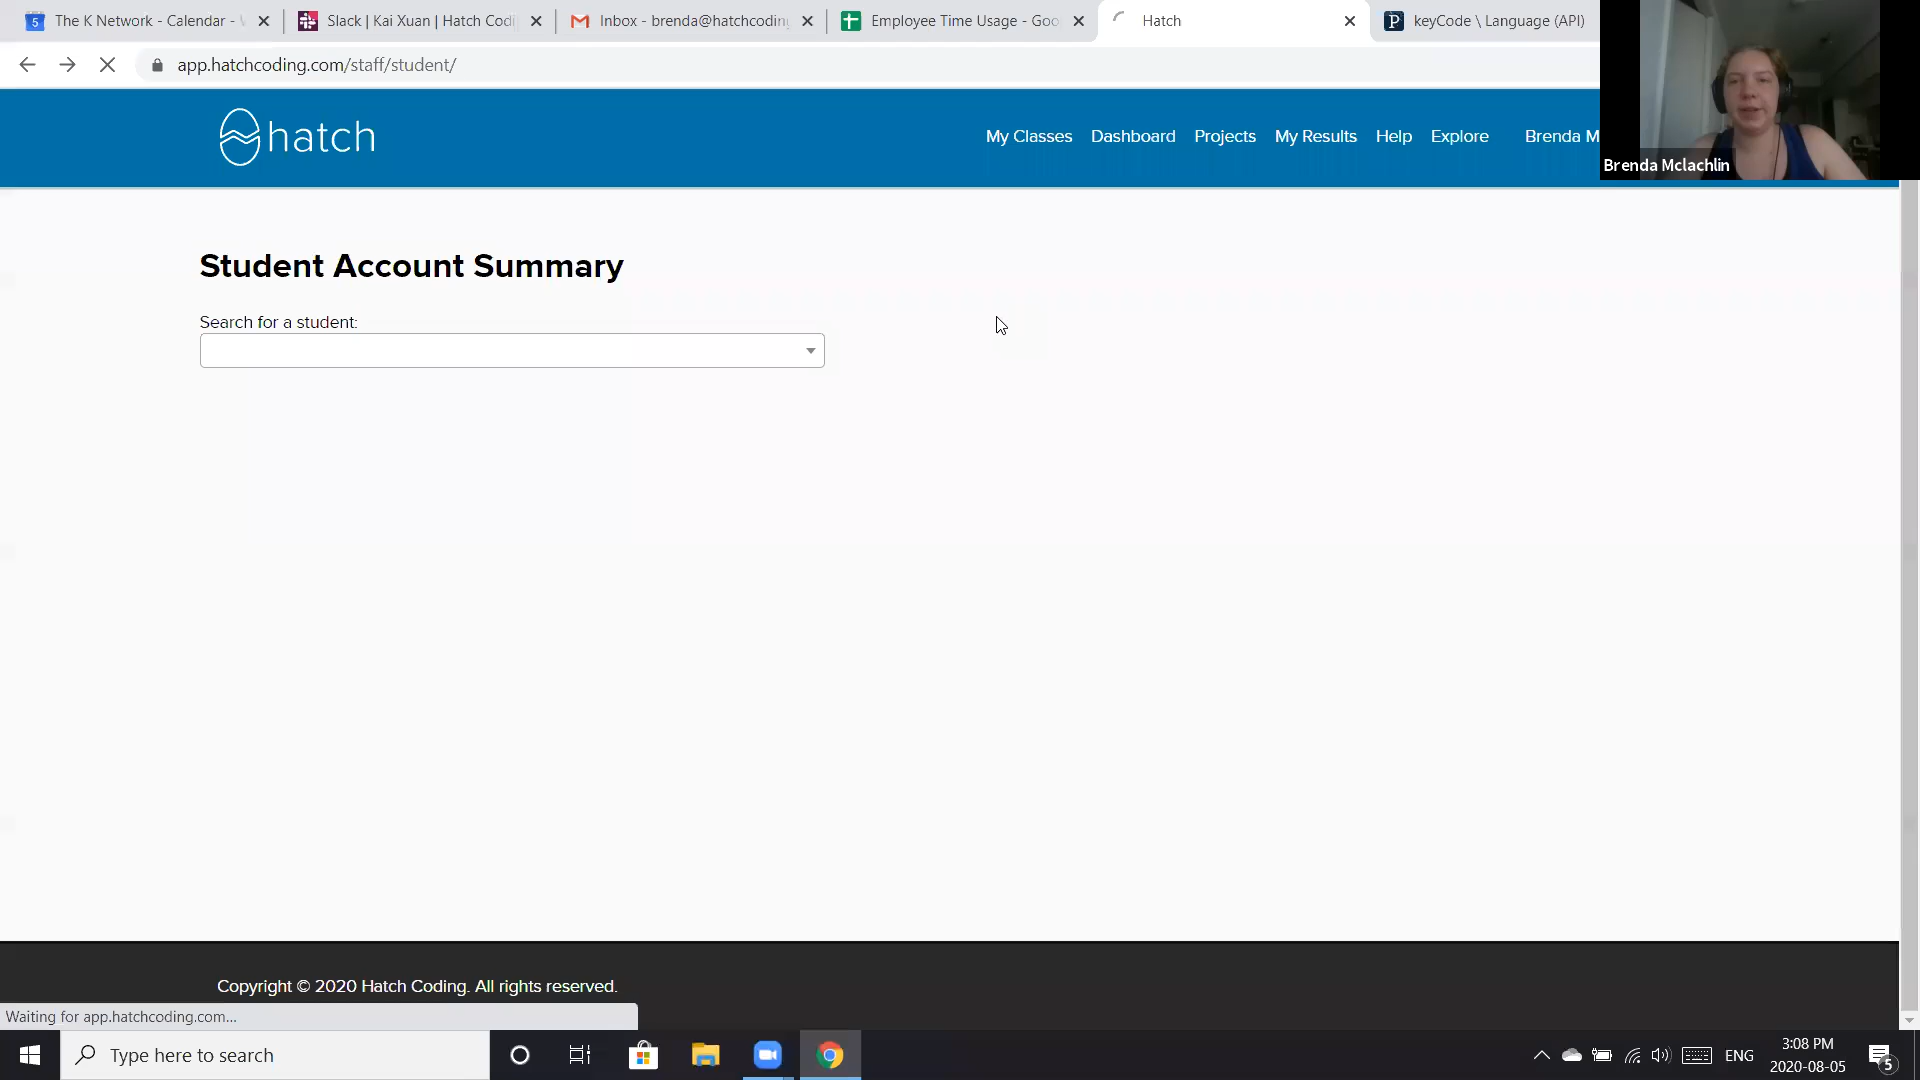 The K Network - Calendar -
Slack | Kai Xuan | Hatch Codi
Inbox - brenda@hatchcoding
Employee Time Usage - Goo
Hatch
keyCode \ Language (API)
app.hatchcoding.com/staff/student/
hatch
My Classes
Dashboard
Projects
My Results
Help
Explore
Brenda M
Brenda Mclachlin
Student Account Summary
Search for a student:
Copyright © 2020 Hatch Coding. All rights reserved.
Waiting for app.hatchcoding.com...
Type here to search
ENG
3:08 PM
2020-08-05
5